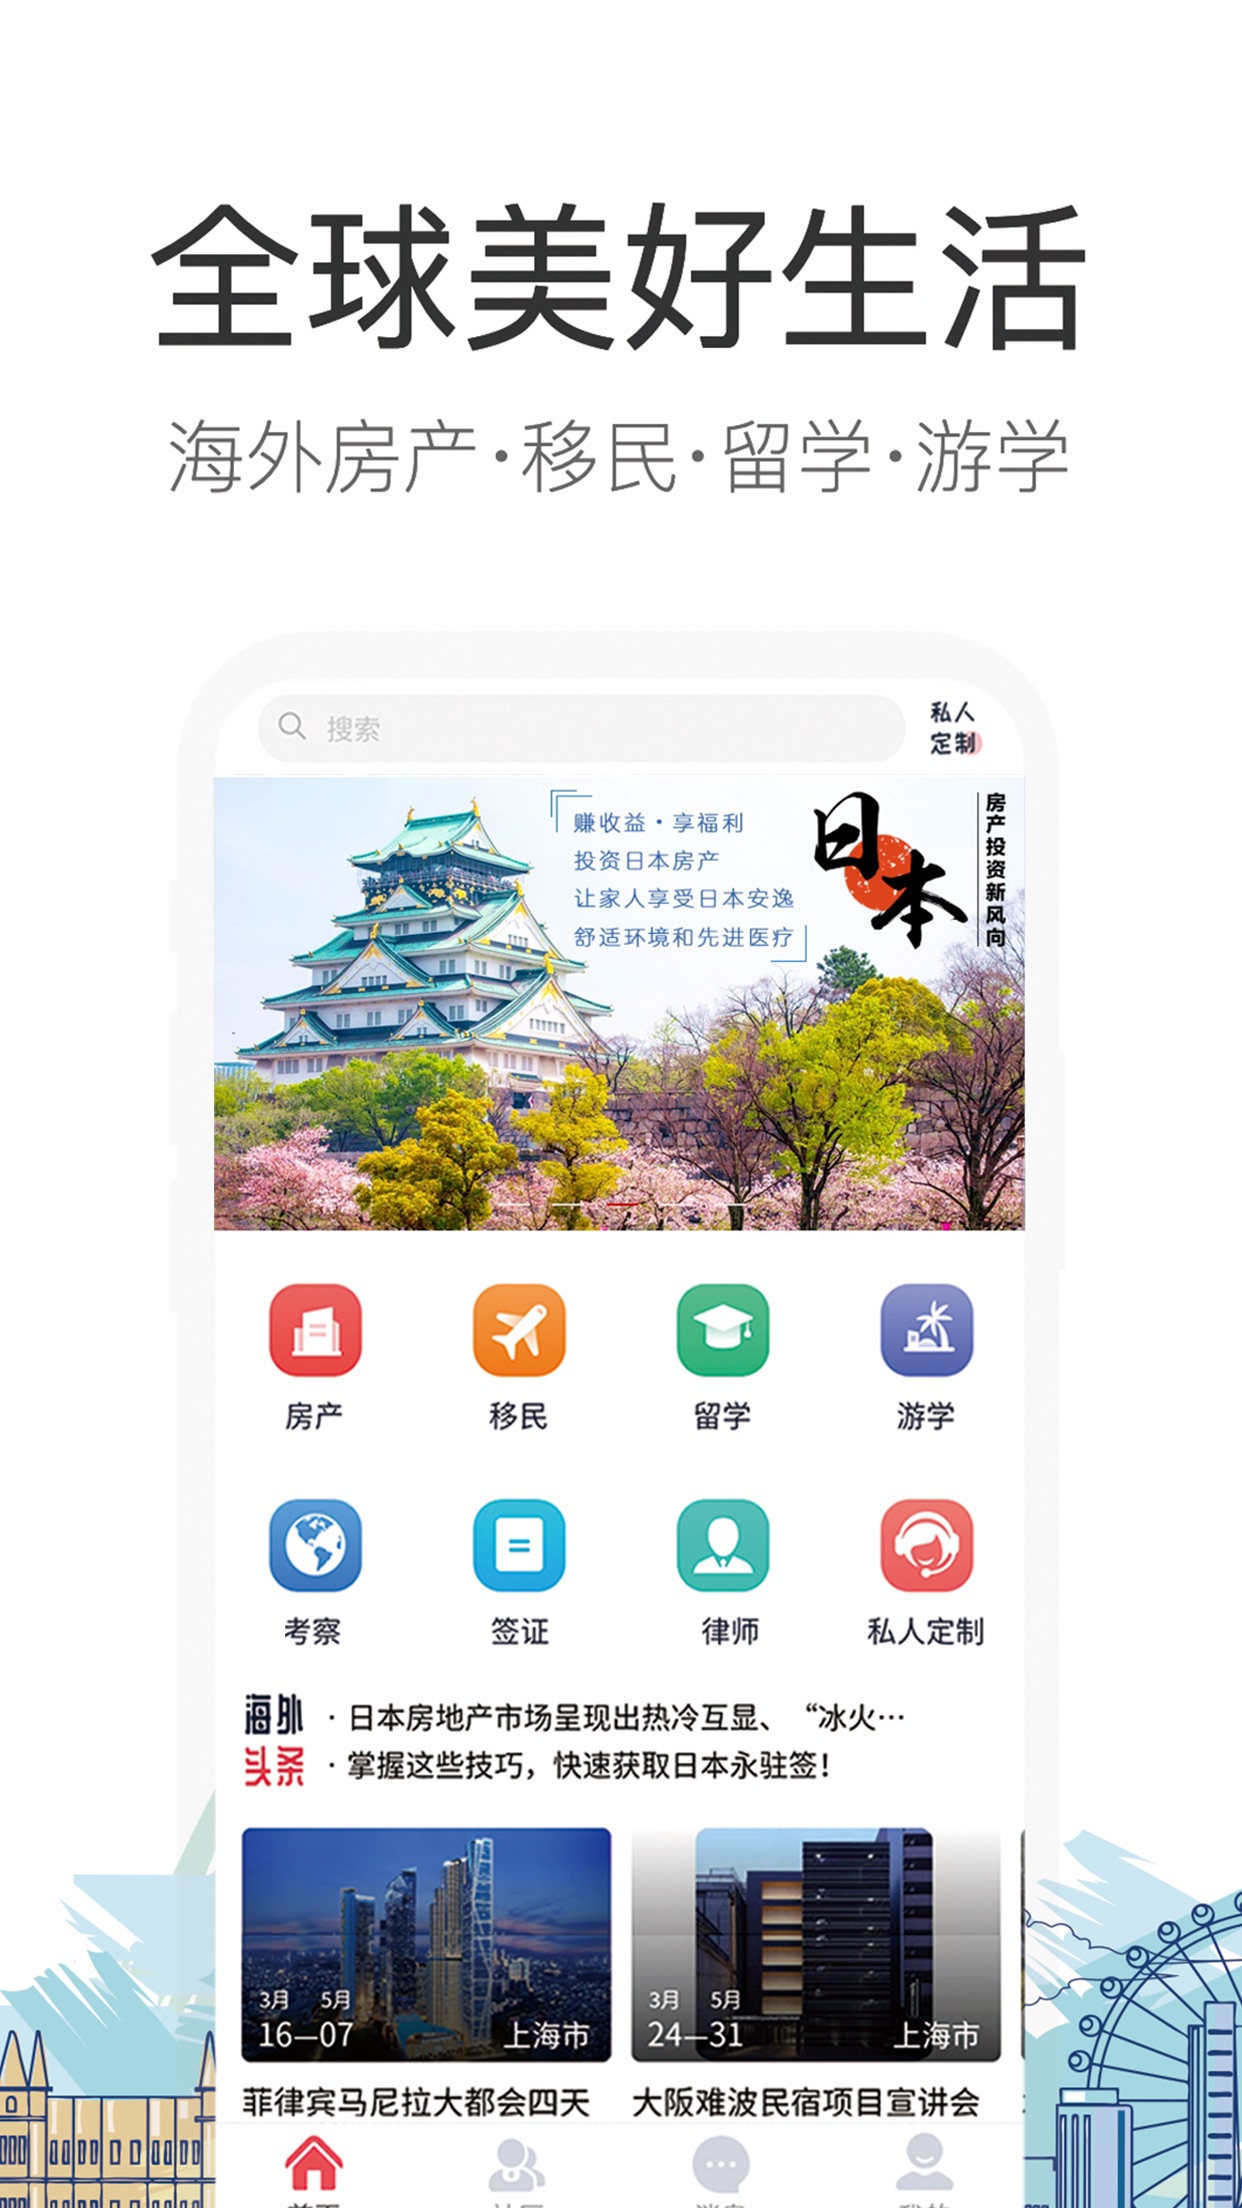 全球美好生活
海外房产·移民·留学·游学
搜索
私人
定制
赚收益·享福利
投资日本房产
让家人享受日本安逸
舒适环境和先进医疗
日本
房产投资新风向
房产
移民
留学
游学
考察
签证
律师
私人定制
海外
头条
· 日本房地产市场呈现出热冷互显、“冰火…
· 掌握这些技巧，快速获取日本永驻签！
3月 5月
16—07
上海市
3月 5月
24—31
上海市
菲律宾马尼拉大都会四天
大阪难波民宿项目宣讲会